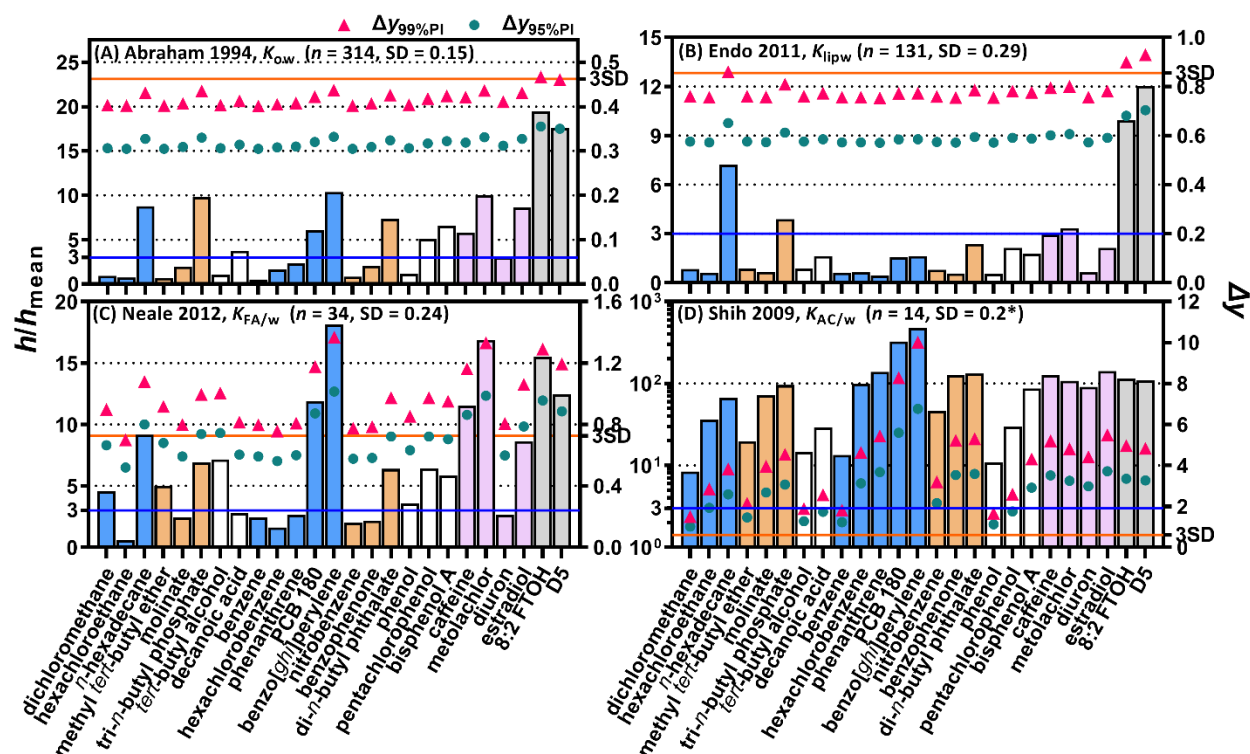 Δy99%PI Δy95%PI
(A) Abraham 1994, Kow (n = 314, SD = 0.15)
25
20
15
10
5
3
0
0.5
3SD
0.4
0.3
0.2
0.1
0.0
(B) Endo 2011, Klipw (n = 131, SD = 0.29)
15
12
9
6
3
0
1.0
3SD
0.8
0.6
0.4
0.2
0.0
h/hmean
Δy
(C) Neale 2012, KFA/w (n = 34, SD = 0.24)
20
15
10
5
3
0
1.6
1.2
0.8
3SD
0.4
0.0
(D) Shih 2009, KAC/w (n = 14, SD = 0.2*)
10³
10²
10¹
3
10⁰
12
10
8
6
4
2
3SD
0
dichloromethane
hexachloroethane
n-hexadecane
methyl tert-butyl ether
molinate
tri-n-butyl phosphate
tert-butyl alcohol
decanoic acid
benzene
hexachlorobenzene
phenanthrene
PCB 180
benzo[ghi]perylene
nitrobenzene
benzophenone
di-n-butyl phthalate
phenol
pentachlorophenol
bisphenol A
caffeine
metolachlor
diuron
estradiol
8:2 FTOH
D5
dichloromethane
hexachloroethane
n-hexadecane
methyl tert-butyl ether
molinate
tri-n-butyl phosphate
tert-butyl alcohol
decanoic acid
benzene
hexachlorobenzene
phenanthrene
PCB 180
benzo[ghi]perylene
nitrobenzene
benzophenone
di-n-butyl phthalate
phenol
pentachlorophenol
bisphenol A
caffeine
metolachlor
diuron
estradiol
8:2 FTOH
D5